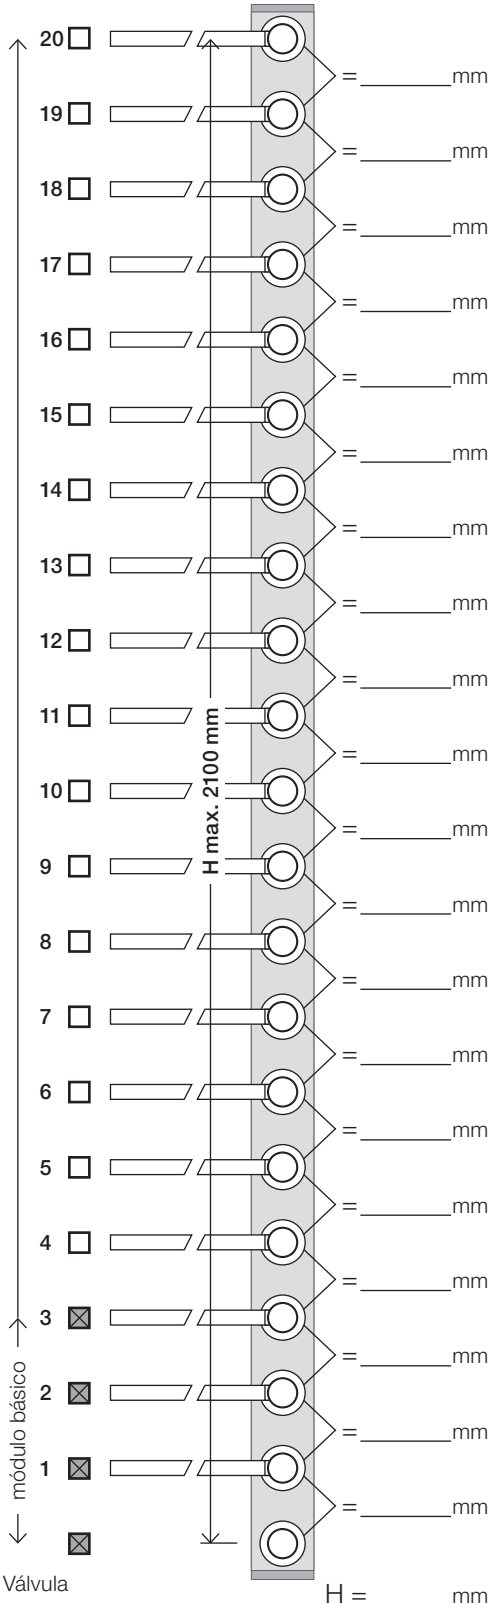 20
= mm
19
= mm
18
= mm
17
= mm
16
= mm
15
= mm
14
= mm
13
= mm
12
= mm
11
= mm
10
= mm
9
= mm
8
= mm
7
= mm
6
= mm
5
= mm
4
= mm
3
= mm
2
= mm
1
= mm
H max. 2100 mm
módulo básico
Válvula
H = mm